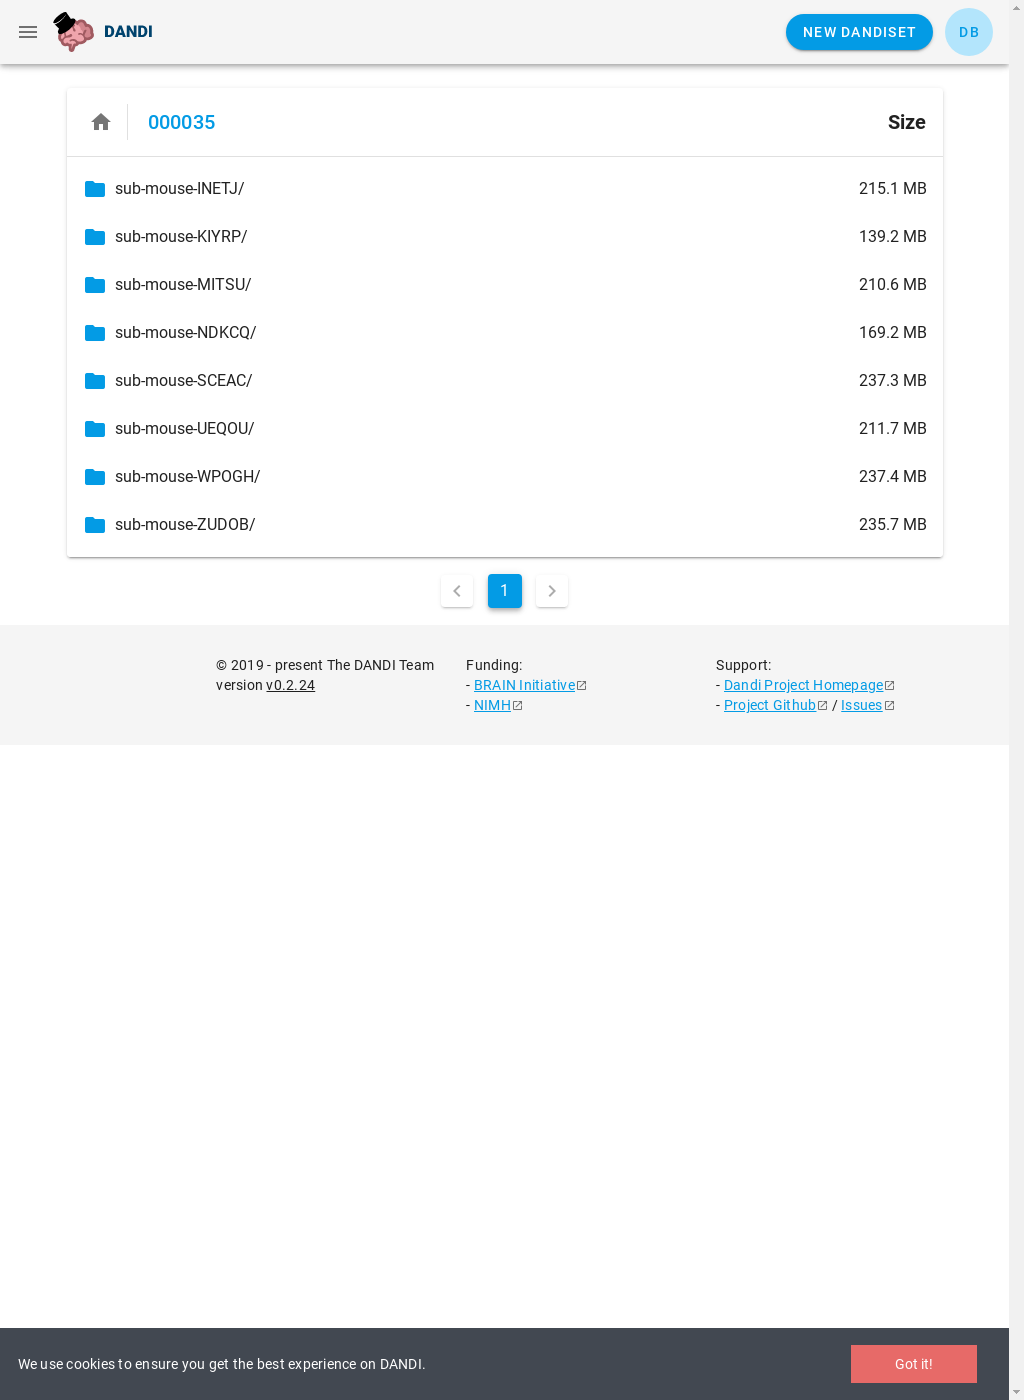 DANDI
NEW DANDISET
DB
000035
Size
sub-mouse-INETJ/ 215.1 MB
sub-mouse-KIYRP/ 139.2 MB
sub-mouse-MITSU/ 210.6 MB
sub-mouse-NDKCQ/ 169.2 MB
sub-mouse-SCEAC/ 237.3 MB
sub-mouse-UEQOU/ 211.7 MB
sub-mouse-WPOGH/ 237.4 MB
sub-mouse-ZUDOB/ 235.7 MB
1
© 2019 - present The DANDI Team
version v0.2.24
Funding:
- BRAIN Initiative
- NIMH
Support:
- Dandi Project Homepage
- Project Github / Issues
We use cookies to ensure you get the best experience on DANDI.
Got it!